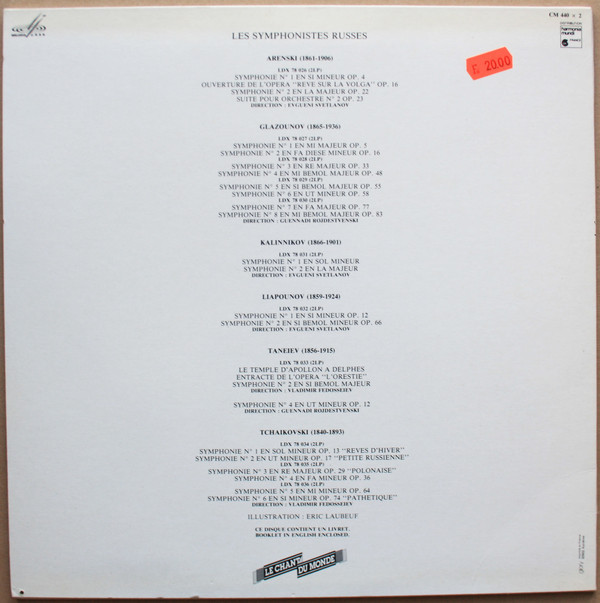 CM 440 = 2
DISTRIBUTION
harmonia
mundi
LES SYMPHONISTES RUSSES
F. 20.00
ARENSKI (1861-1906)
LDX 78 026 (2LP)
SYMPHONIE N° 1 EN SI MINEUR OP. 4
OUVERTURE DE L'OPERA "REVE SUR LA VOLGA" OP. 16
SYMPHONIE N° 2 EN LA MAJEUR OP. 22
SUITE POUR ORCHESTRE N° 2 OP. 23
DIRECTION : EVGUENI SVETLANOV
GLAZOUNOV (1865-1936)
LDX 78 027 (2LP)
SYMPHONIE N° 1 EN MI MAJEUR OP. 5
SYMPHONIE N° 2 EN FA DIESE MINEUR OP. 16
LDX 78 028 (2LP)
SYMPHONIE N° 3 EN RE MAJEUR OP. 33
SYMPHONIE N° 4 EN MI BEMOL MAJEUR OP. 48
LDX 78 029 (2LP)
SYMPHONIE N° 5 EN SI BEMOL MAJEUR OP. 55
SYMPHONIE N° 6 EN UT MINEUR OP. 58
LDX 78 030 (2LP)
SYMPHONIE N° 7 EN FA MAJEUR OP. 77
SYMPHONIE N° 8 EN MI BEMOL MAJEUR OP. 83
DIRECTION : GUENNADI ROJDESTVENSKI
KALINNIKOV (1866-1901)
LDX 78 031 (2LP)
SYMPHONIE N° 1 EN SOL MINEUR
SYMPHONIE N° 2 EN LA MAJEUR
DIRECTION : EVGUENI SVETLANOV
LIAPOUNOV (1859-1924)
LDX 78 032 (2LP)
SYMPHONIE N° 1 EN SI MINEUR OP. 12
SYMPHONIE N° 2 EN SI BEMOL MINEUR OP. 66
DIRECTION : EVGUENI SVETLANOV
TANEIEV (1856-1915)
LDX 78 033 (2LP)
LE TEMPLE D'APOLLON A DELPHES
ENTRACTE DE L'OPERA "L'ORESTIE"
SYMPHONIE N° 2 EN SI BEMOL MAJEUR
DIRECTION : VLADIMIR FEDOSSEIEV
SYMPHONIE N° 4 EN UT MINEUR OP. 12
DIRECTION : GUENNADI ROJDESTVENSKI
TCHAIKOVSKI (1840-1893)
LDX 78 034 (2LP)
SYMPHONIE N° 1 EN SOL MINEUR OP. 13 "REVES D'HIVER"
SYMPHONIE N° 2 EN UT MINEUR OP. 17 "PETITE RUSSIENNE"
LDX 78 035 (2LP)
SYMPHONIE N° 3 EN RE MAJEUR OP. 29 "POLONAISE"
SYMPHONIE N° 4 EN FA MINEUR OP. 36
LDX 78 036 (2LP)
SYMPHONIE N° 5 EN MI MINEUR OP. 64
SYMPHONIE N° 6 EN SI MINEUR OP. 74 "PATHETIQUE"
DIRECTION : VLADIMIR FEDOSSEIEV
ILLUSTRATION : ERIC LAUBEUF
CE DISQUE CONTIENT UN LIVRET.
BOOKLET IN ENGLISH ENCLOSED.
LE CHANT
DU MONDE